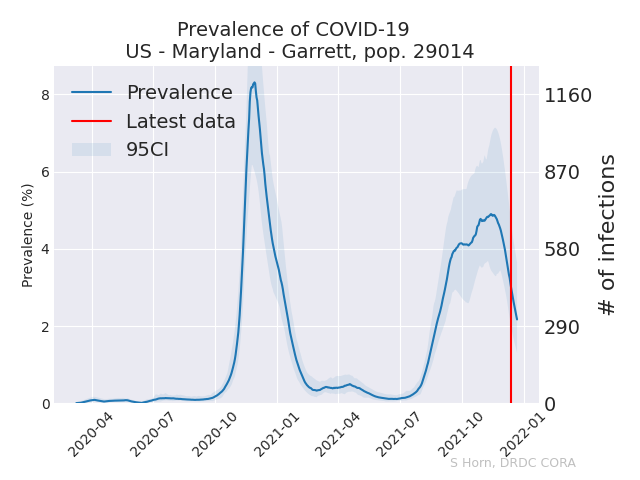 Prevalence of COVID-19
US - Maryland - Garrett, pop. 29014
Prevalence
Latest data
95CI
Prevalence (%)
8
6
4
2
0
1160
870
580
290
0
# of infections
2020-04
2020-07
2020-10
2021-01
2021-04
2021-07
2021-10
2022-01
S Horn, DRDC CORA